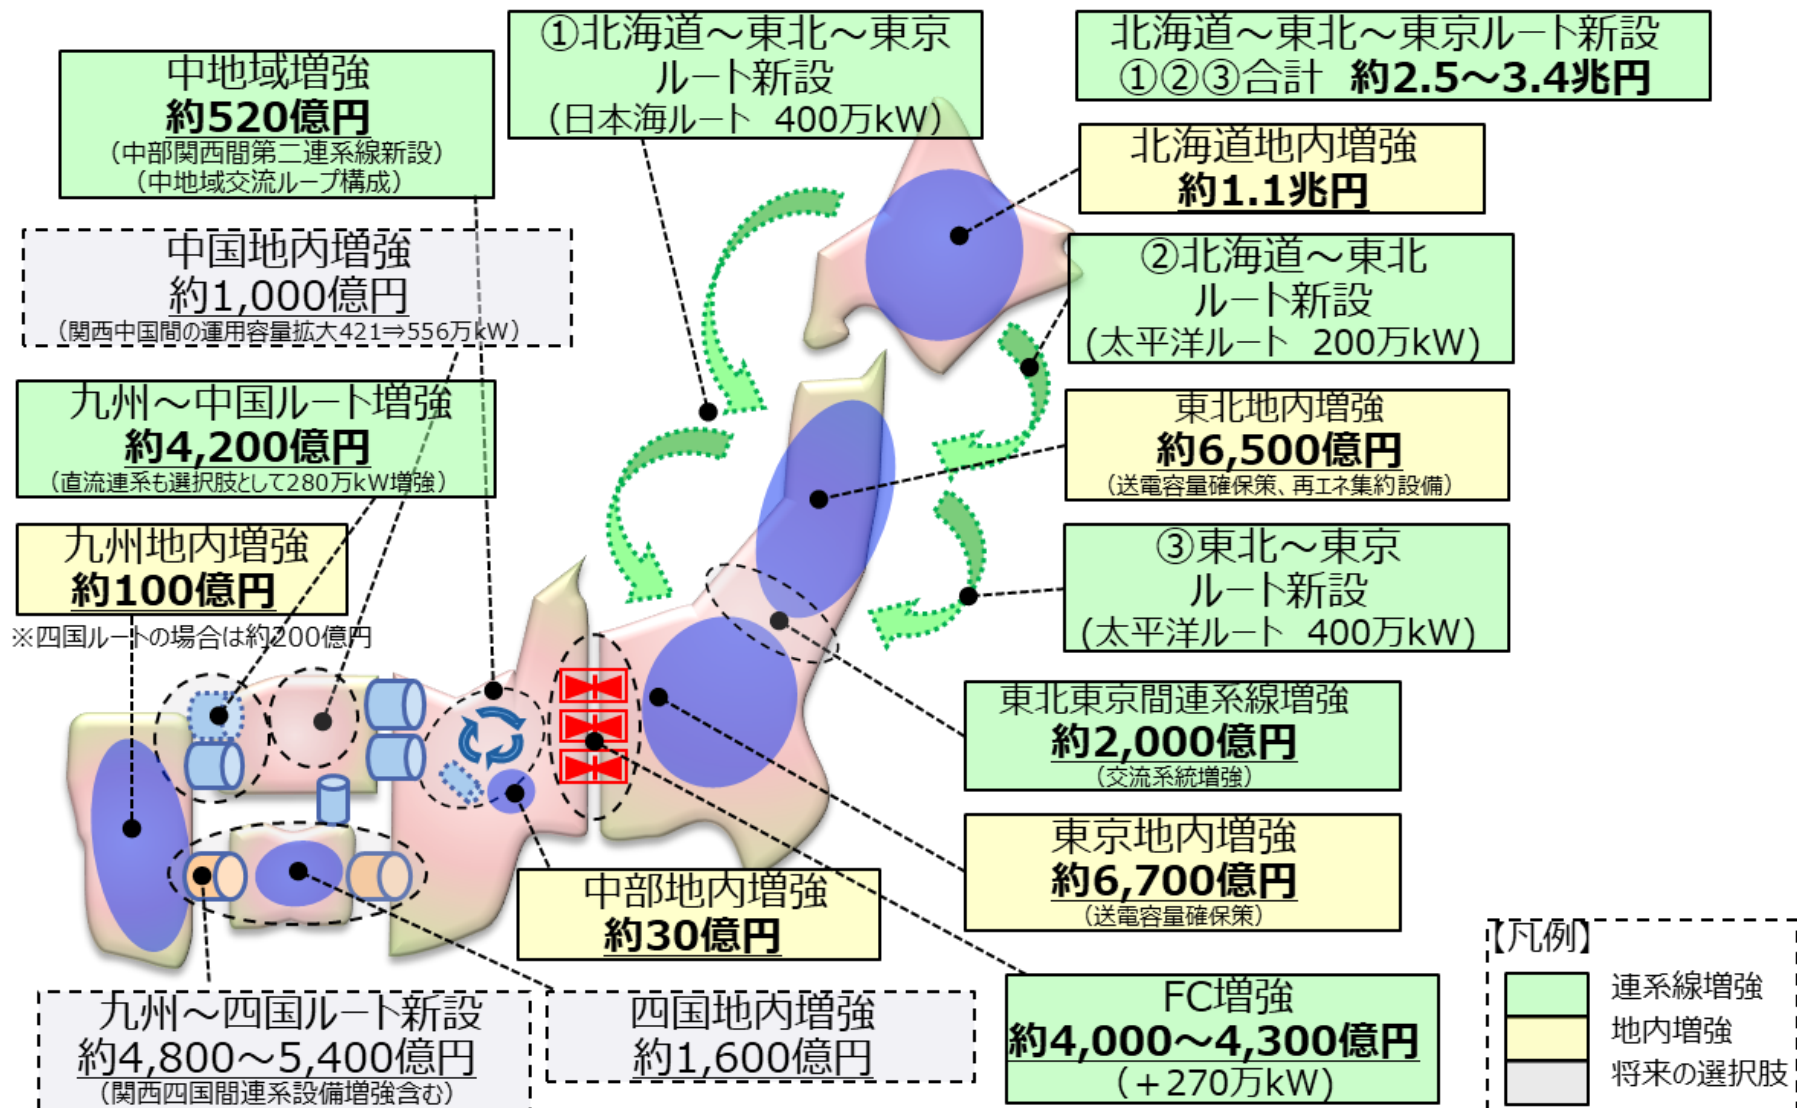 ①北海道～東北～東京
ルート新設
(日本海ルート 400万kW)
北海道～東北～東京ルート新設
①②③合計 約2.5～3.4兆円
中地域増強
約520億円
(中部関西間第二連系線新設)
(中地域交流ループ構成)
北海道地内増強
約1.1兆円
中国地内増強
約1,000億円
(関西中国間の運用容量拡大421⇒556万kW)
②北海道～東北
ルート新設
(太平洋ルート 200万kW)
九州～中国ルート増強
約4,200億円
(直流連系も選択肢として280万kW増強)
東北地内増強
約6,500億円
(送電容量確保策、再エネ集約設備)
九州地内増強
約100億円
※四国ルートの場合は約200億円
③東北～東京
ルート新設
(太平洋ルート 400万kW)
東北東京間連系線増強
約2,000億円
(交流系統増強)
東京地内増強
約6,700億円
(送電容量確保策)
中部地内増強
約30億円
九州～四国ルート新設
約4,800～5,400億円
(関西四国間連系設備増強含む)
四国地内増強
約1,600億円
FC増強
約4,000～4,300億円
(+270万kW)
【凡例】
連系線増強
地内増強
将来の選択肢